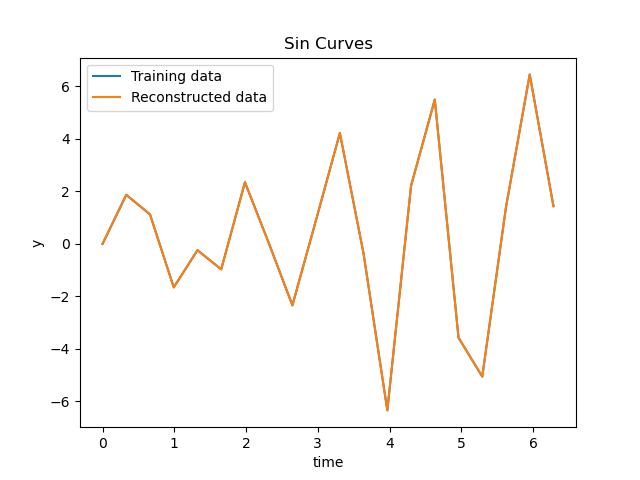 Sin Curves
Training data
Reconstructed data
6
4
2
0
−2
−4
−6
y
0 1 2 3 4 5 6
time